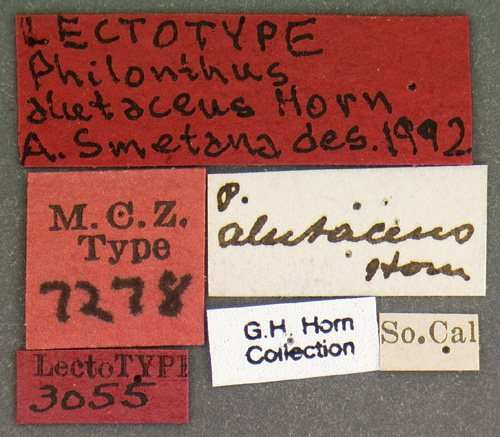 LECTOTYPE
Philonthus
alutaceus Horn
A. Smetana des. 1992
M.C.Z.
Type
7278
P.
alutaceus
Horn
G.H. Horn
Collection
So. Cal
LectoTYPE
3055